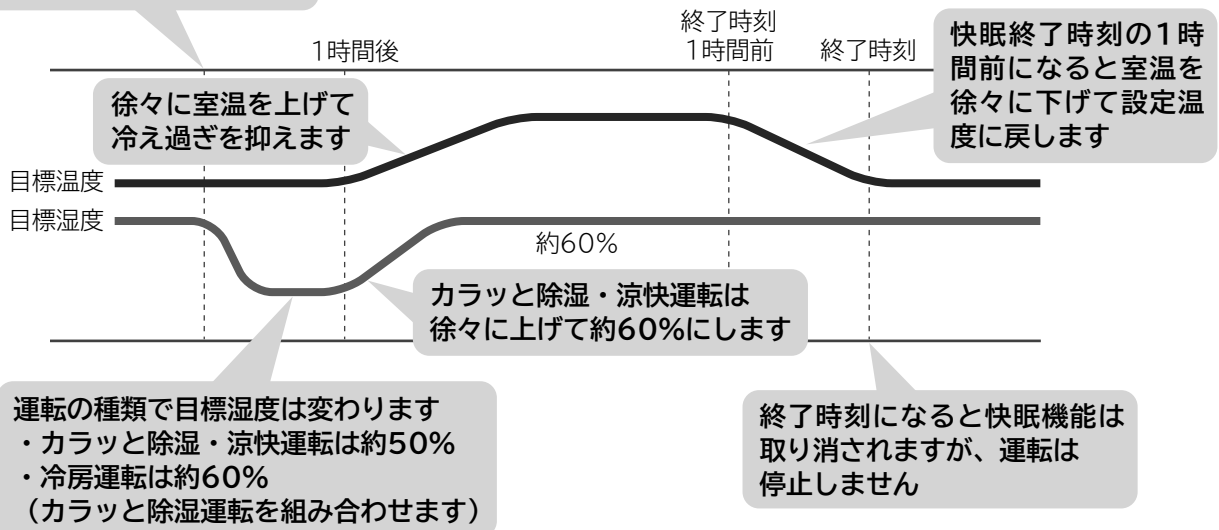 1時間後
終了時刻
1時間前
終了時刻
快眠終了時刻の1時
間前になると室温を
徐々に下げて設定温
度に戻します
徐々に室温を上げて
冷え過ぎを抑えます
目標温度
目標湿度
約60%
カラッと除湿・涼快運転は
徐々に上げて約60%にします
運転の種類で目標湿度は変わります
・カラッと除湿・涼快運転は約50%
・冷房運転は約60%
（カラッと除湿運転を組み合わせます）
終了時刻になると快眠機能は
取り消されますが、運転は
停止しません